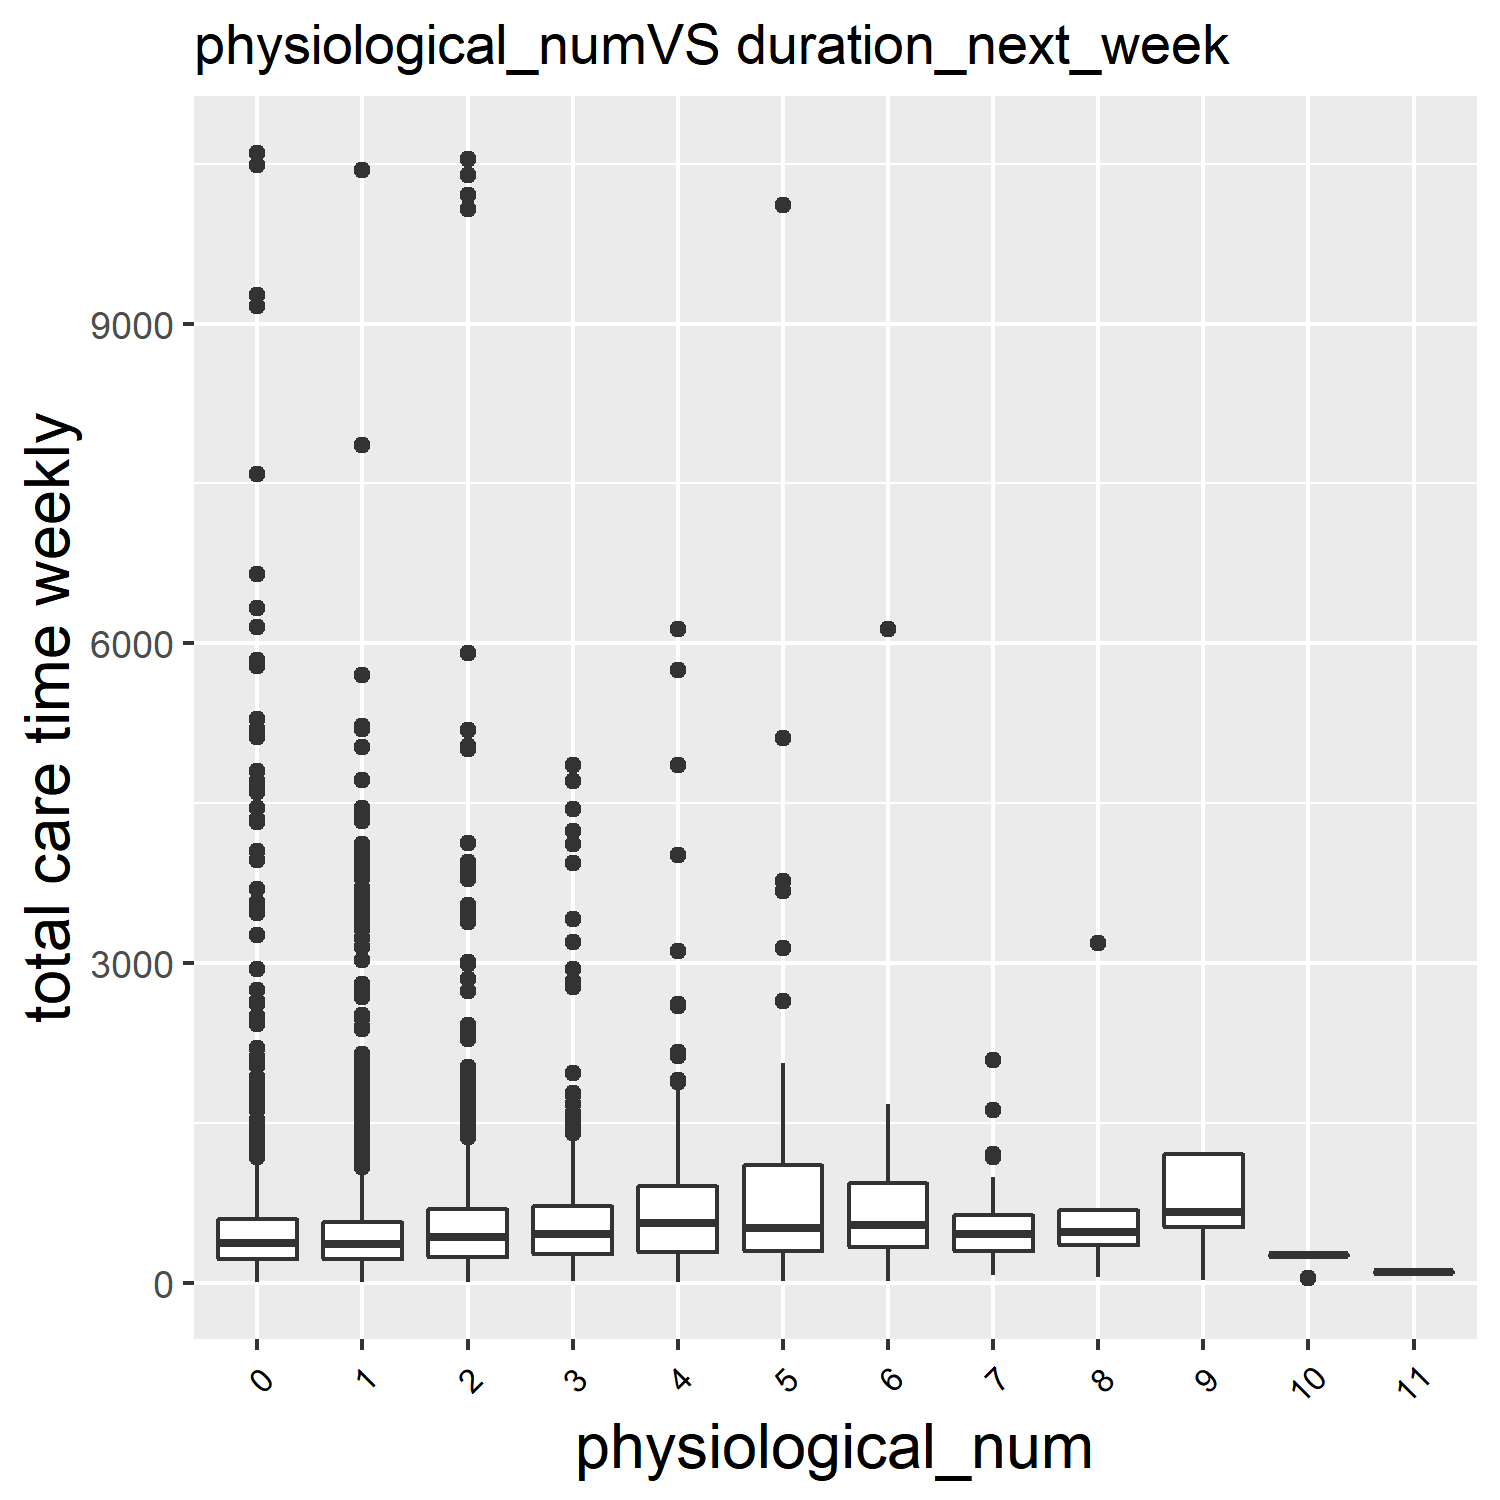 physiological_numVS duration_next_week
total care time weekly
9000
6000
3000
0
0 1 2 3 4 5 6 7 8 9 10 11
physiological_num